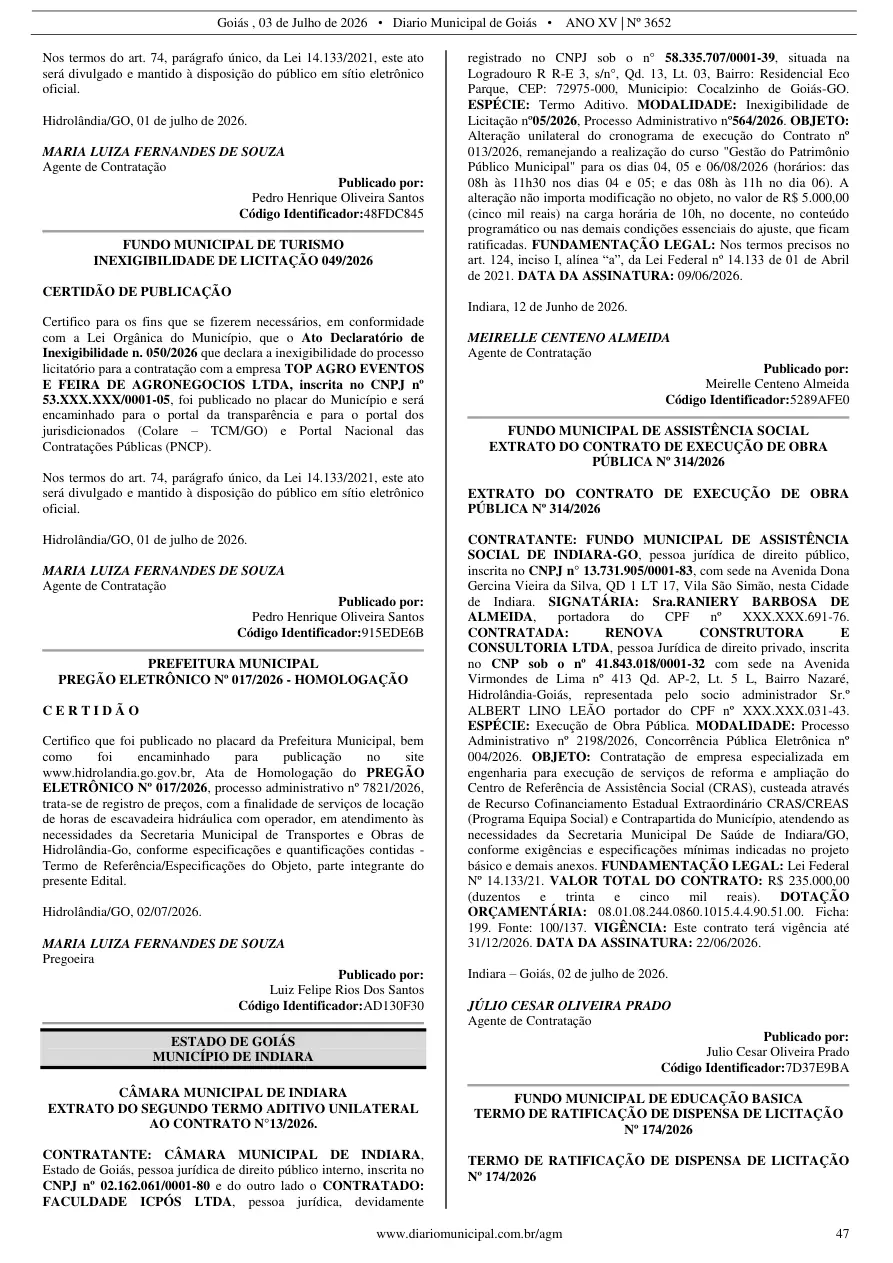 Goiás , 03 de Julho de 2026 • Diario Municipal de Goiás • ANO XV | Nº 3652
Nos termos do art. 74, parágrafo único, da Lei 14.133/2021, este ato
será divulgado e mantido à disposição do público em sítio eletrônico
oficial.
Hidrolândia/GO, 01 de julho de 2026.
MARIA LUIZA FERNANDES DE SOUZA
Agente de Contratação
Publicado por:
Pedro Henrique Oliveira Santos
Código Identificador:48FDC845
FUNDO MUNICIPAL DE TURISMO
INEXIGIBILIDADE DE LICITAÇÃO 049/2026
CERTIDÃO DE PUBLICAÇÃO
Certifico para os fins que se fizerem necessários, em conformidade
com a Lei Orgânica do Município, que o Ato Declaratório de
Inexigibilidade n. 050/2026 que declara a inexigibilidade do processo
licitatório para a contratação com a empresa TOP AGRO EVENTOS
E FEIRA DE AGRONEGOCIOS LTDA, inscrita no CNPJ nº
53.XXX.XXX/0001-05, foi publicado no placar do Município e será
encaminhado para o portal da transparência e para o portal dos
jurisdicionados (Colare – TCM/GO) e Portal Nacional das
Contratações Públicas (PNCP).
Nos termos do art. 74, parágrafo único, da Lei 14.133/2021, este ato
será divulgado e mantido à disposição do público em sítio eletrônico
oficial.
Hidrolândia/GO, 01 de julho de 2026.
MARIA LUIZA FERNANDES DE SOUZA
Agente de Contratação
Publicado por:
Pedro Henrique Oliveira Santos
Código Identificador:915EDE6B
PREFEITURA MUNICIPAL
PREGÃO ELETRÔNICO Nº 017/2026 - HOMOLOGAÇÃO
C E R T I D Ã O
Certifico que foi publicado no placard da Prefeitura Municipal, bem
como foi encaminhado para publicação no site
www.hidrolandia.go.gov.br, Ata de Homologação do PREGÃO
ELETRÔNICO Nº 017/2026, processo administrativo nº 7821/2026,
trata-se de registro de preços, com a finalidade de serviços de locação
de horas de escavadeira hidráulica com operador, em atendimento às
necessidades da Secretaria Municipal de Transportes e Obras de
Hidrolândia-Go, conforme especificações e quantificações contidas -
Termo de Referência/Especificações do Objeto, parte integrante do
presente Edital.
Hidrolândia/GO, 02/07/2026.
MARIA LUIZA FERNANDES DE SOUZA
Pregoeira
Publicado por:
Luiz Felipe Rios Dos Santos
Código Identificador:AD130F30
ESTADO DE GOIÁS
MUNICÍPIO DE INDIARA
CÂMARA MUNICIPAL DE INDIARA
EXTRATO DO SEGUNDO TERMO ADITIVO UNILATERAL
AO CONTRATO N°13/2026.
CONTRATANTE: CÂMARA MUNICIPAL DE INDIARA,
Estado de Goiás, pessoa jurídica de direito público interno, inscrita no
CNPJ nº 02.162.061/0001-80 e do outro lado o CONTRATADO:
FACULDADE ICPÓS LTDA, pessoa jurídica, devidamente
registrado no CNPJ sob o n° 58.335.707/0001-39, situada na
Logradouro R R-E 3, s/n°, Qd. 13, Lt. 03, Bairro: Residencial Eco
Parque, CEP: 72975-000, Municipio: Cocalzinho de Goiás-GO.
ESPÉCIE: Termo Aditivo. MODALIDADE: Inexigibilidade de
Licitação nº05/2026, Processo Administrativo nº564/2026. OBJETO:
Alteração unilateral do cronograma de execução do Contrato nº
013/2026, remanejando a realização do curso "Gestão do Patrimônio
Público Municipal" para os dias 04, 05 e 06/08/2026 (horários: das
08h às 11h30 nos dias 04 e 05; e das 08h às 11h no dia 06). A
alteração não importa modificação no objeto, no valor de R$ 5.000,00
(cinco mil reais) na carga horária de 10h, no docente, no conteúdo
programático ou nas demais condições essenciais do ajuste, que ficam
ratificadas. FUNDAMENTAÇÃO LEGAL: Nos termos precisos no
art. 124, inciso I, alínea “a”, da Lei Federal nº 14.133 de 01 de Abril
de 2021. DATA DA ASSINATURA: 09/06/2026.
Indiara, 12 de Junho de 2026.
MEIRELLE CENTENO ALMEIDA
Agente de Contratação
Publicado por:
Meirelle Centeno Almeida
Código Identificador:5289AFE0
FUNDO MUNICIPAL DE ASSISTÊNCIA SOCIAL
EXTRATO DO CONTRATO DE EXECUÇÃO DE OBRA
PÚBLICA Nº 314/2026
EXTRATO DO CONTRATO DE EXECUÇÃO DE OBRA
PÚBLICA Nº 314/2026
CONTRATANTE: FUNDO MUNICIPAL DE ASSISTÊNCIA
SOCIAL DE INDIARA-GO, pessoa jurídica de direito público,
inscrita no CNPJ n° 13.731.905/0001-83, com sede na Avenida Dona
Gercina Vieira da Silva, QD 1 LT 17, Vila São Simão, nesta Cidade
de Indiara. SIGNATÁRIA: Sra.RANIERY BARBOSA DE
ALMEIDA, portadora do CPF nº XXX.XXX.691-76.
CONTRATADA: RENOVA CONSTRUTORA E
CONSULTORIA LTDA, pessoa Jurídica de direito privado, inscrita
no CNP sob o nº 41.843.018/0001-32 com sede na Avenida
Virmondes de Lima nº 413 Qd. AP-2, Lt. 5 L, Bairro Nazaré,
Hidrolândia-Goiás, representada pelo socio administrador Sr.º
ALBERT LINO LEÃO portador do CPF nº XXX.XXX.031-43.
ESPÉCIE: Execução de Obra Pública. MODALIDADE: Processo
Administrativo nº 2198/2026, Concorrência Pública Eletrônica nº
004/2026. OBJETO: Contratação de empresa especializada em
engenharia para execução de serviços de reforma e ampliação do
Centro de Referência de Assistência Social (CRAS), custeada através
de Recurso Cofinanciamento Estadual Extraordinário CRAS/CREAS
(Programa Equipa Social) e Contrapartida do Município, atendendo as
necessidades da Secretaria Municipal De Saúde de Indiara/GO,
conforme exigências e especificações mínimas indicadas no projeto
básico e demais anexos. FUNDAMENTAÇÃO LEGAL: Lei Federal
Nº 14.133/21. VALOR TOTAL DO CONTRATO: R$ 235.000,00
(duzentos e trinta e cinco mil reais). DOTAÇÃO
ORÇAMENTÁRIA: 08.01.08.244.0860.1015.4.4.90.51.00. Ficha:
199. Fonte: 100/137. VIGÊNCIA: Este contrato terá vigência até
31/12/2026. DATA DA ASSINATURA: 22/06/2026.
Indiara – Goiás, 02 de julho de 2026.
JÚLIO CESAR OLIVEIRA PRADO
Agente de Contratação
Publicado por:
Julio Cesar Oliveira Prado
Código Identificador:7D37E9BA
FUNDO MUNICIPAL DE EDUCAÇÃO BASICA
TERMO DE RATIFICAÇÃO DE DISPENSA DE LICITAÇÃO
Nº 174/2026
TERMO DE RATIFICAÇÃO DE DISPENSA DE LICITAÇÃO
Nº 174/2026
www.diariomunicipal.com.br/agm 47